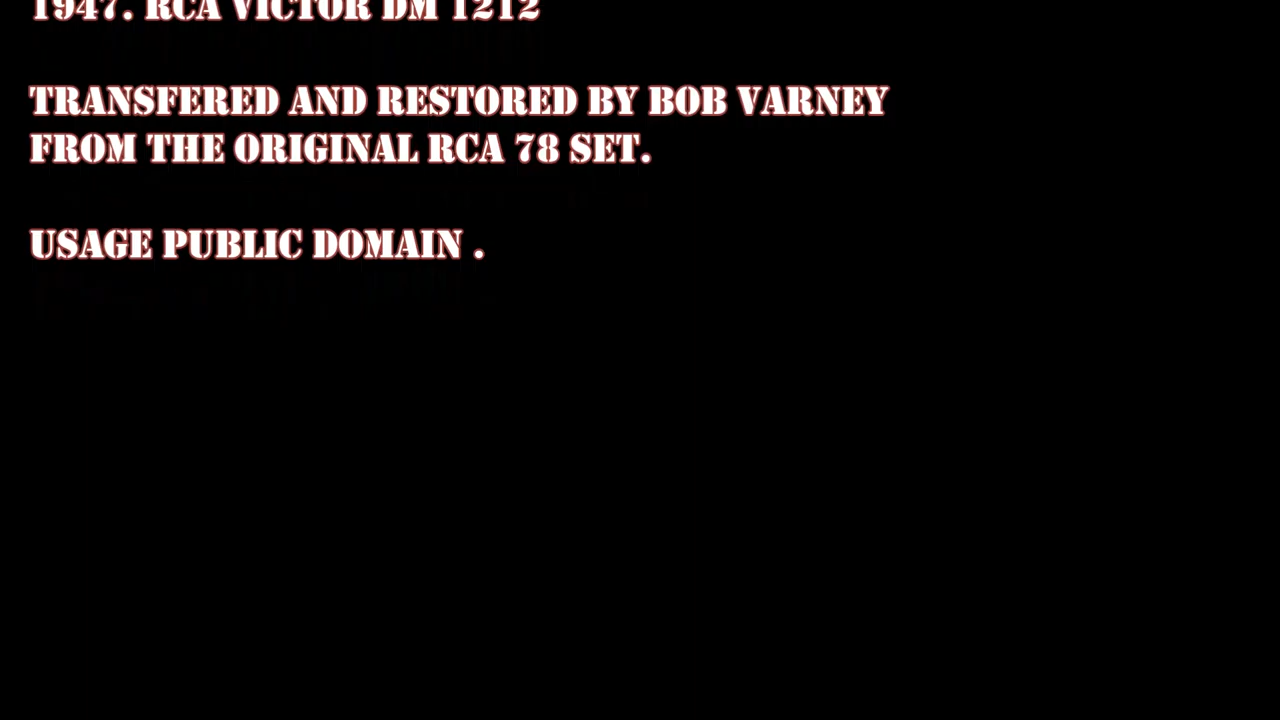 1947. RCA VICTOR DM 1212
TRANSFERED AND RESTORED BY BOB VARNEY
FROM THE ORIGINAL RCA 78 SET.
USAGE PUBLIC DOMAIN .